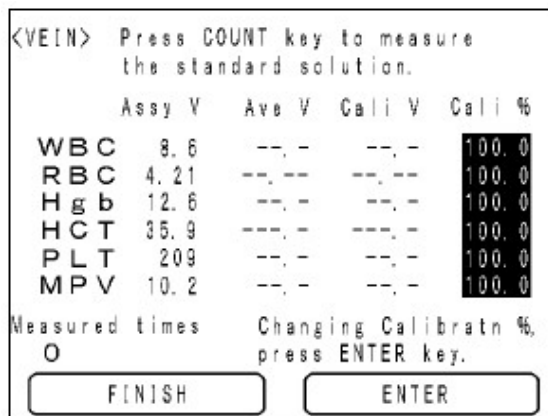 <VEIN> Press COUNT key to measure
the standard solution.
Assy V Ave V Cali V Cali %
WBC 8.6 --.- --.- 100.0
RBC 4.21 --.-- --.-- 100.0
Hgb 12.6 --.- --.- 100.0
HCT 35.9 ---.- ---.- 100.0
PLT 209 --.- --.- 100.0
MPV 10.2 --.- --.- 100.0
Measured times Changing Calibratn %,
0 press ENTER key.
FINISH ENTER